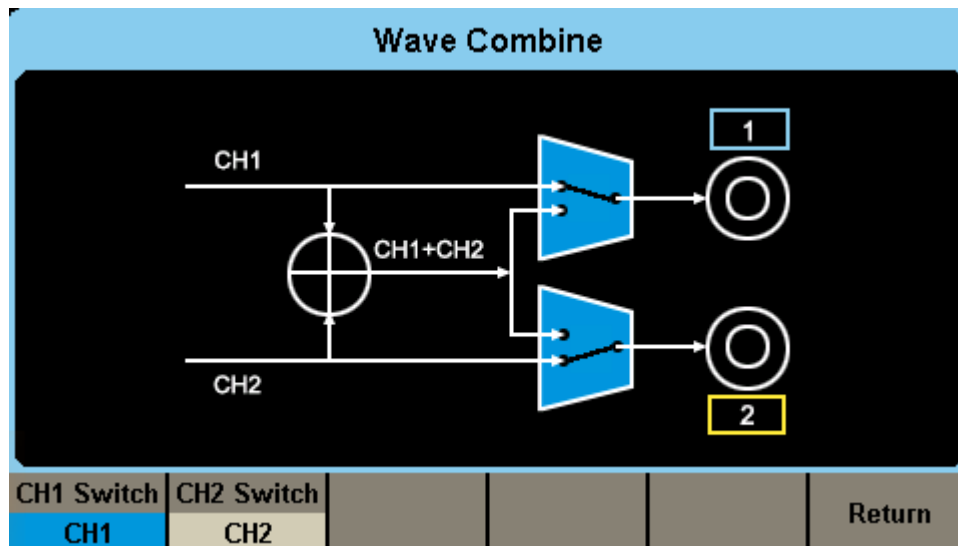 Wave Combine
1
CH1
CH1+CH2
CH2
2
CH1 Switch CH2 Switch
CH1 CH2
Return